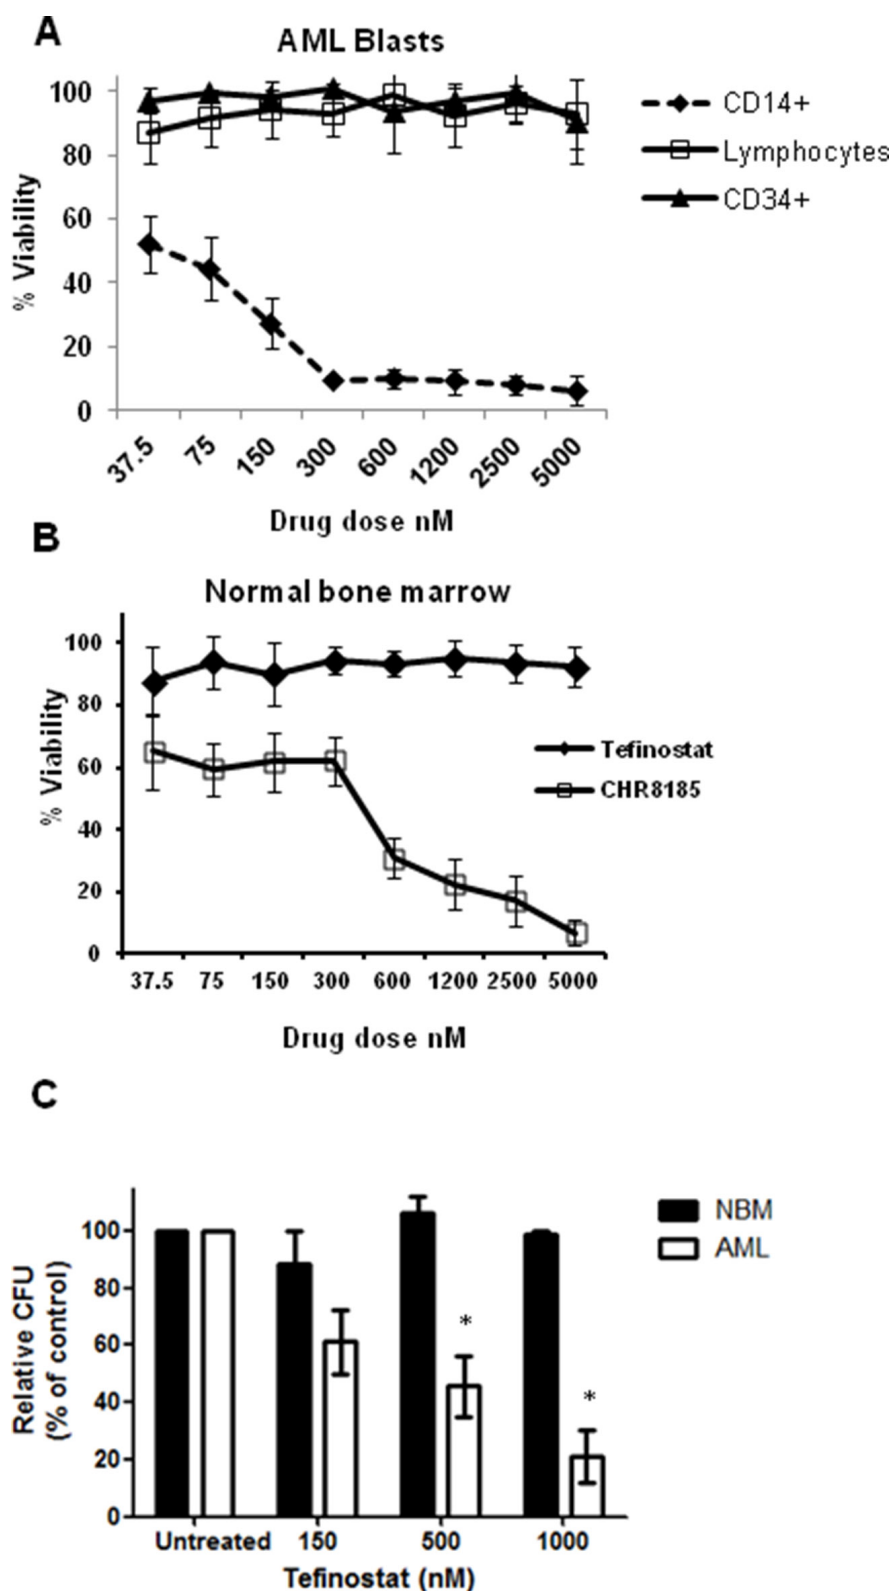 A
AML Blasts
100
80
60
40
20
0
% Viability
37.5 75 150 300 600 1200 2500 5000
Drug dose nM
CD14+
Lymphocytes
CD34+
B
Normal bone marrow
100
80
60
40
20
0
% Viability
37.5 75 150 300 600 1200 2500 5000
Drug dose nM
Tefinostat
CHR8185
C
100
80
60
40
20
0
Relative CFU
(% of control)
* 
*
Untreated 150 500 1000
Tefinostat (nM)
NBM
AML